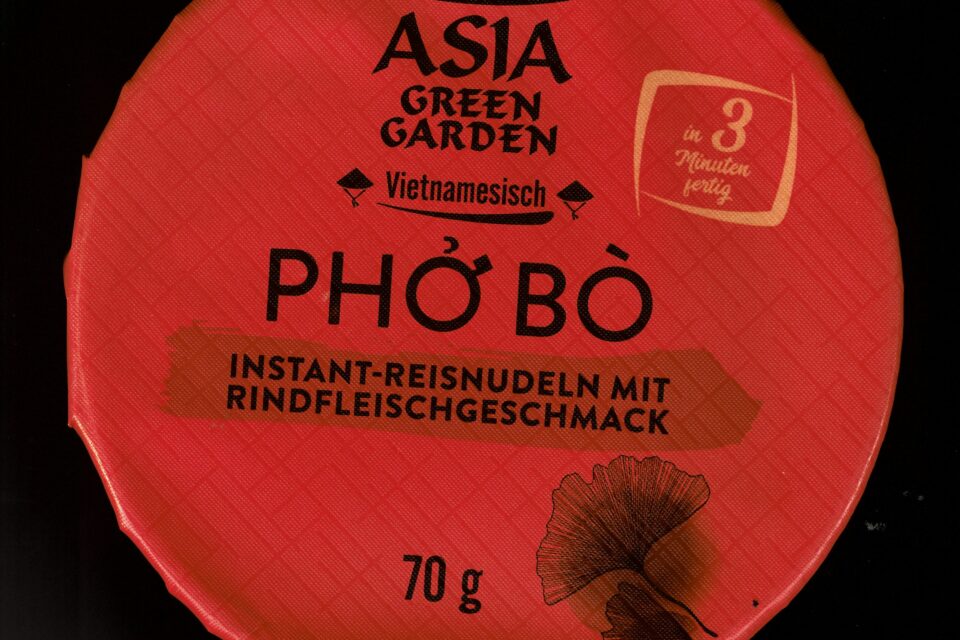 ASIA
GREEN
GARDEN
Vietnamesisch
in 3
Minuten
fertig
PHỞ BÒ
INSTANT-REISNUDELN MIT
RINDFLEISCHGESCHMACK
70 g